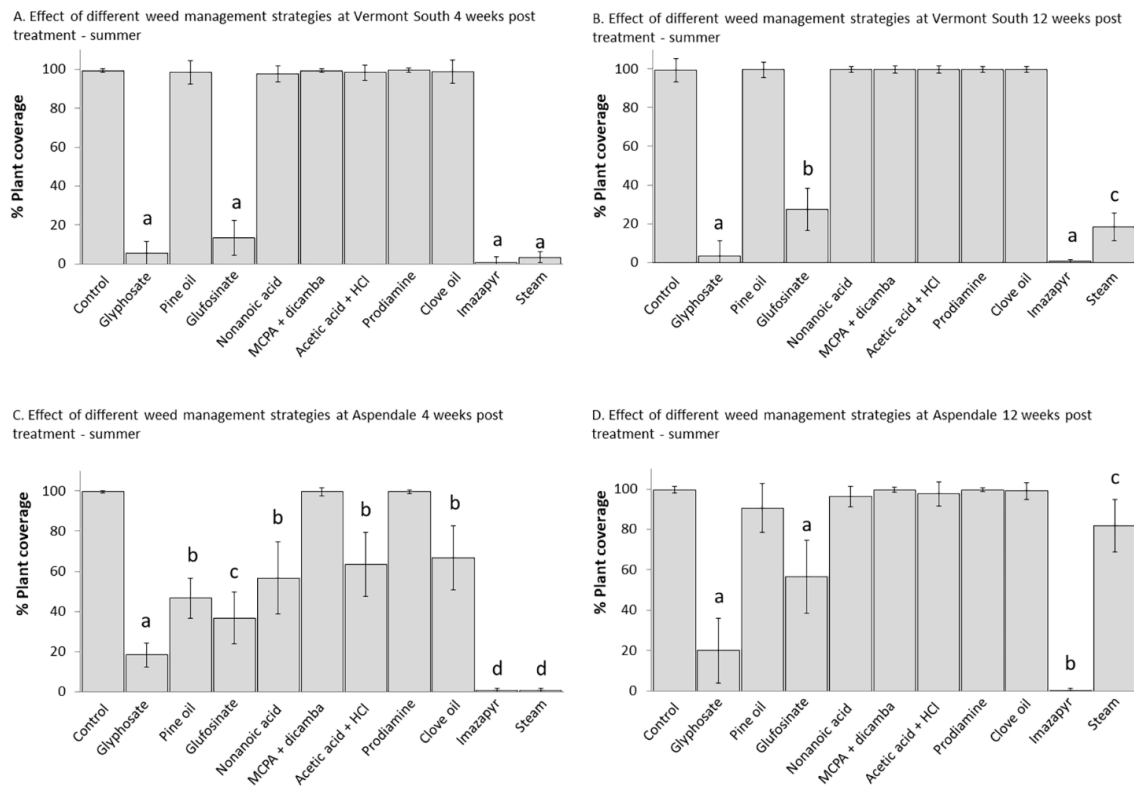 A. Effect of different weed management strategies at Vermont South 4 weeks post
treatment - summer
% Plant coverage
100
80
60
40
20
0
a
a
a
a
Control
Glyphosate
Pine oil
Glufosinate
Nonanoic acid
MCPA + dicamba
Acetic acid + HCl
Prodiamine
Clove oil
Imazapyr
Steam
B. Effect of different weed management strategies at Vermont South 12 weeks post
treatment - summer
% Plant coverage
100
80
60
40
20
0
a
b
a
c
Control
Glyphosate
Pine oil
Glufosinate
Nonanoic acid
MCPA + dicamba
Acetic acid + HCl
Prodiamine
Clove oil
Imazapyr
Steam
C. Effect of different weed management strategies at Aspendale 4 weeks post
treatment - summer
% Plant coverage
100
80
60
40
20
0
a
b
c
b
b
b
d
d
Control
Glyphosate
Pine oil
Glufosinate
Nonanoic acid
MCPA + dicamba
Acetic acid + HCl
Prodiamine
Clove oil
Imazapyr
Steam
D. Effect of different weed management strategies at Aspendale 12 weeks post
treatment - summer
% Plant coverage
100
80
60
40
20
0
a
a
b
c
Control
Glyphosate
Pine oil
Glufosinate
Nonanoic acid
MCPA + dicamba
Acetic acid + HCl
Prodiamine
Clove oil
Imazapyr
Steam